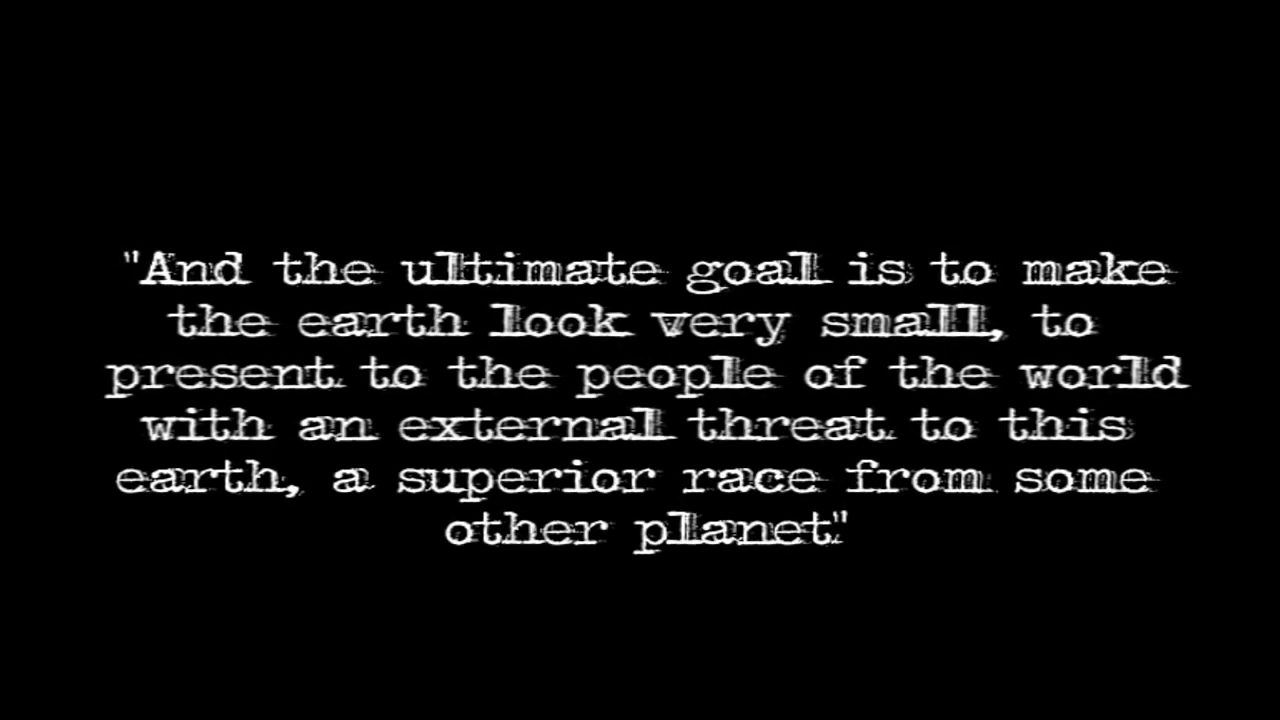 "And the ultimate goal is to make
the earth look very small, to
present to the people of the world
with an external threat to this
earth, a superior race from some
other planet"